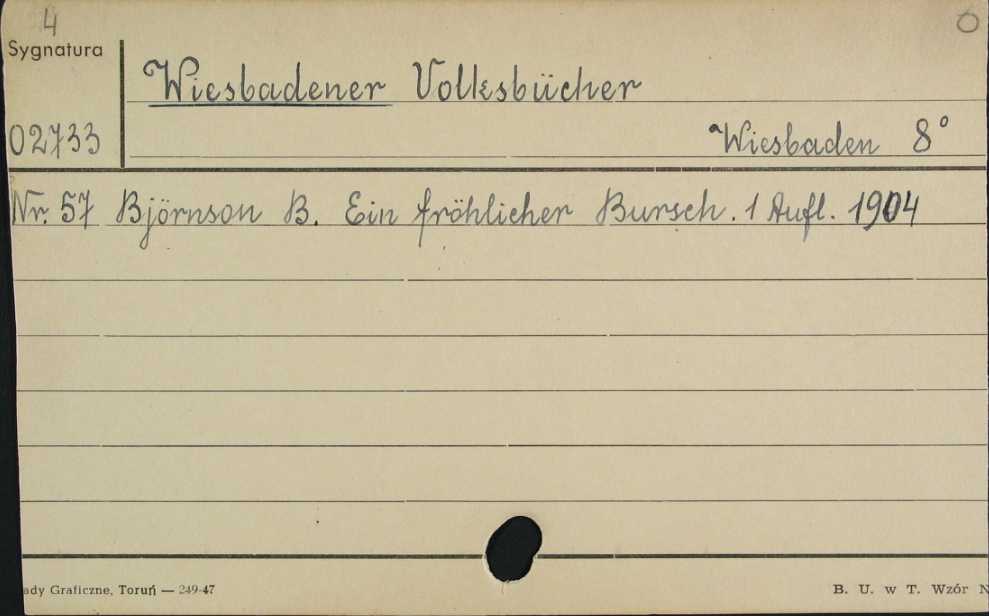 4
Sygnatura
Wiesbadener Volksbücher
02733
Wiesbaden 8°
Nr. 57 Björnson B. Ein fröhlicher Bursch. 1 Aufl. 1904
ady Graficzne, Toruń — 249-47
B. U. w T. Wzór N